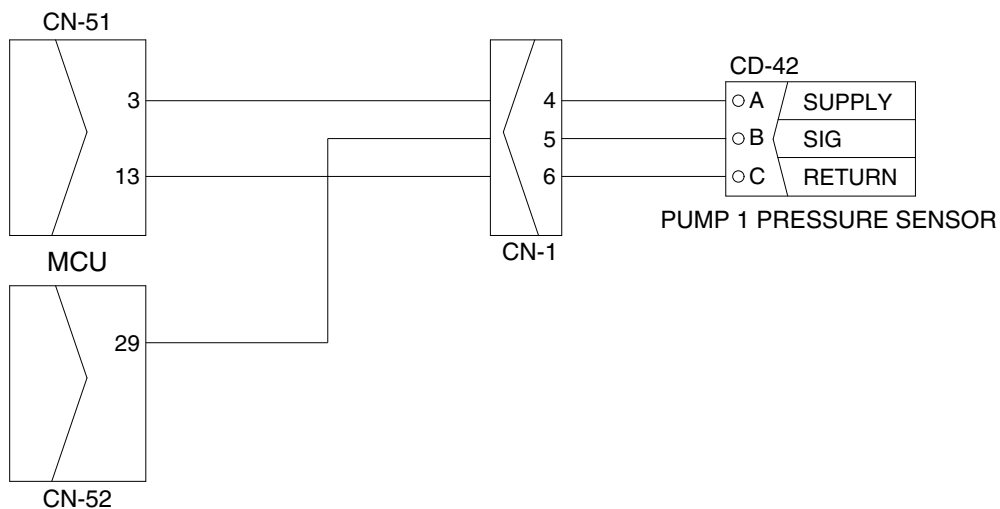 CN-51
CD-42
3
4
A SUPPLY
5
B SIG
13
6
C RETURN
PUMP 1 PRESSURE SENSOR
CN-1
MCU
29
CN-52